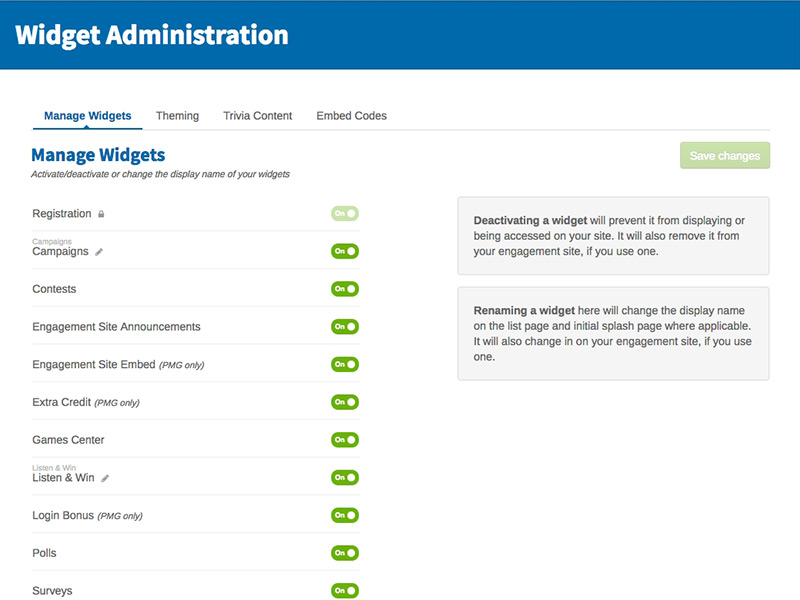 Widget Administration
Manage Widgets
Theming
Trivia Content
Embed Codes
Manage Widgets
Save changes
Activate/deactivate or change the display name of your widgets
Registration
On
Campaigns
Campaigns
On
Contests
On
Engagement Site Announcements
On
Engagement Site Embed (PMG only)
On
Extra Credit (PMG only)
On
Games Center
On
Listen & Win
Listen & Win
On
Login Bonus (PMG only)
On
Polls
On
Surveys
On
Deactivating a widget will prevent it from displaying or
being accessed on your site. It will also remove it from
your engagement site, if you use one.
Renaming a widget here will change the display name
on the list page and initial splash page where applicable.
It will also change in on your engagement site, if you use
one.